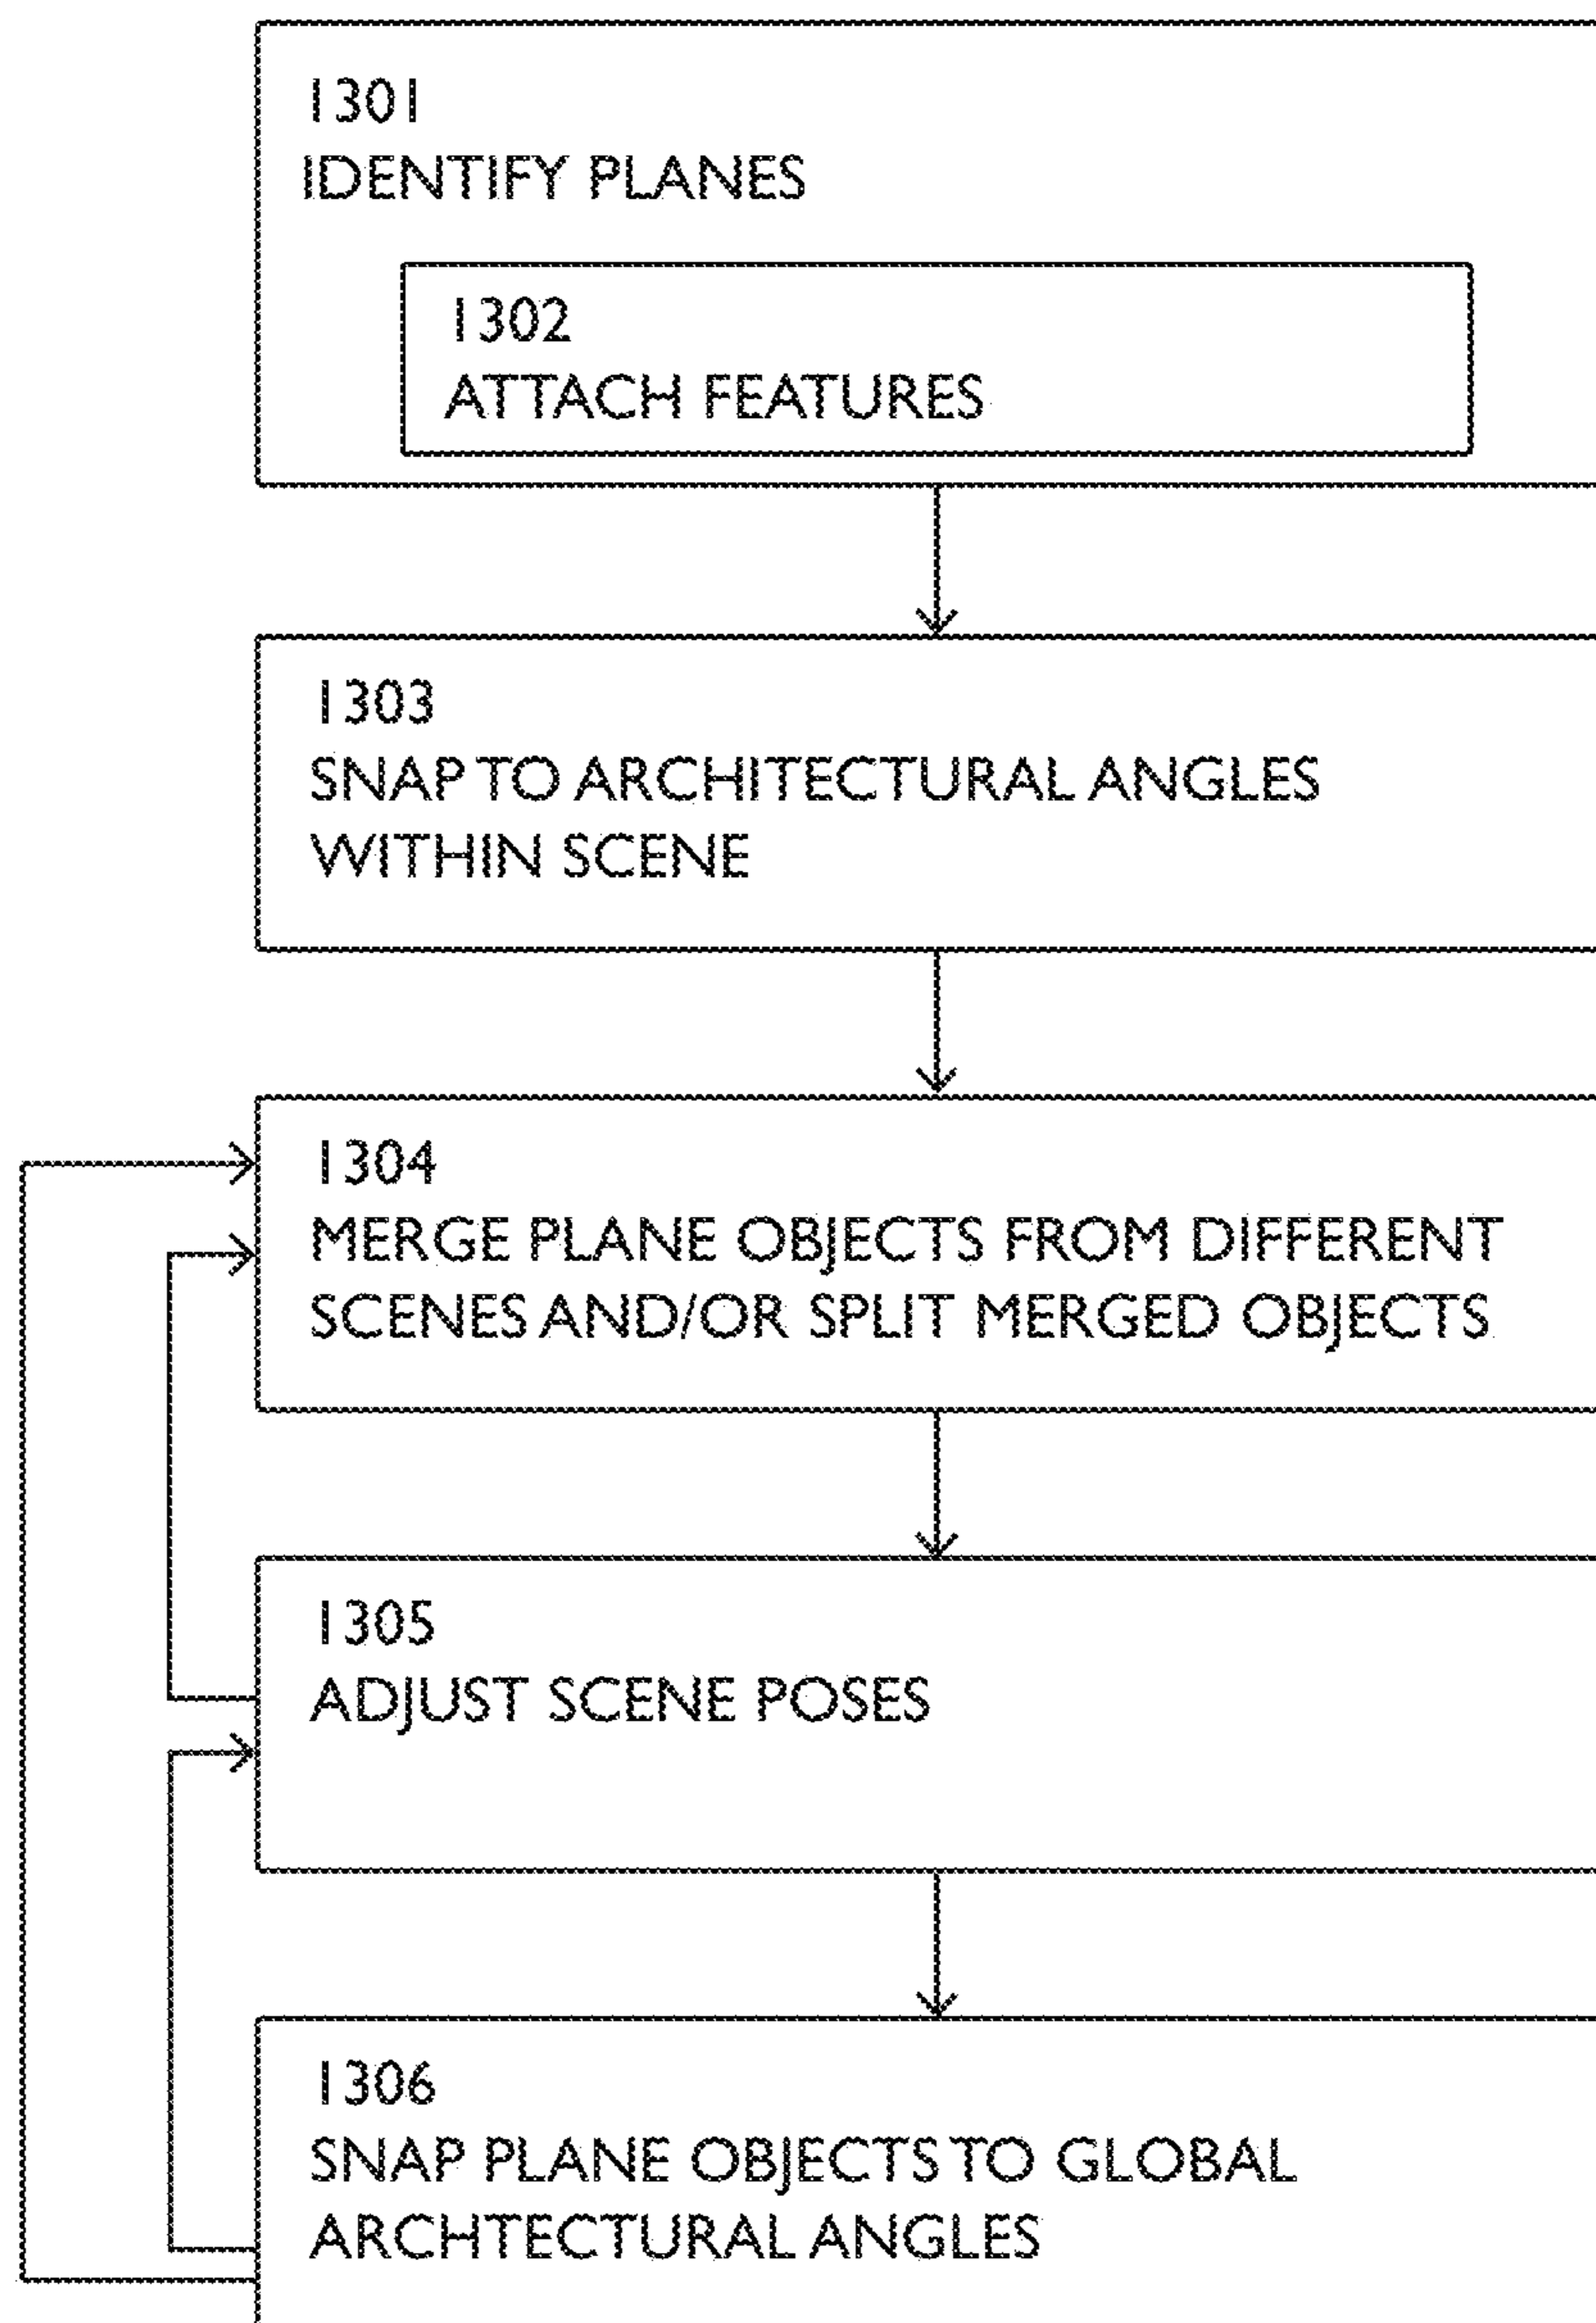 1301
IDENTIFY PLANES
1302
ATTACH FEATURES
1303
SNAP TO ARCHITECTURAL ANGLES
WITHIN SCENE
1304
MERGE PLANE OBJECTS FROM DIFFERENT
SCENES AND/OR SPLIT MERGED OBJECTS
1305
ADJUST SCENE POSES
1306
SNAP PLANE OBJECTS TO GLOBAL
ARCHTECTURAL ANGLES